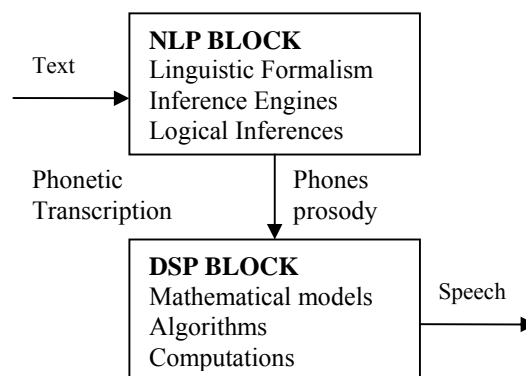 NLP BLOCK
Text
Linguistic Formalism
Inference Engines
Logical Inferences
Phonetic
Transcription
Phones
prosody
DSP BLOCK
Mathematical models
Algorithms
Computations
Speech